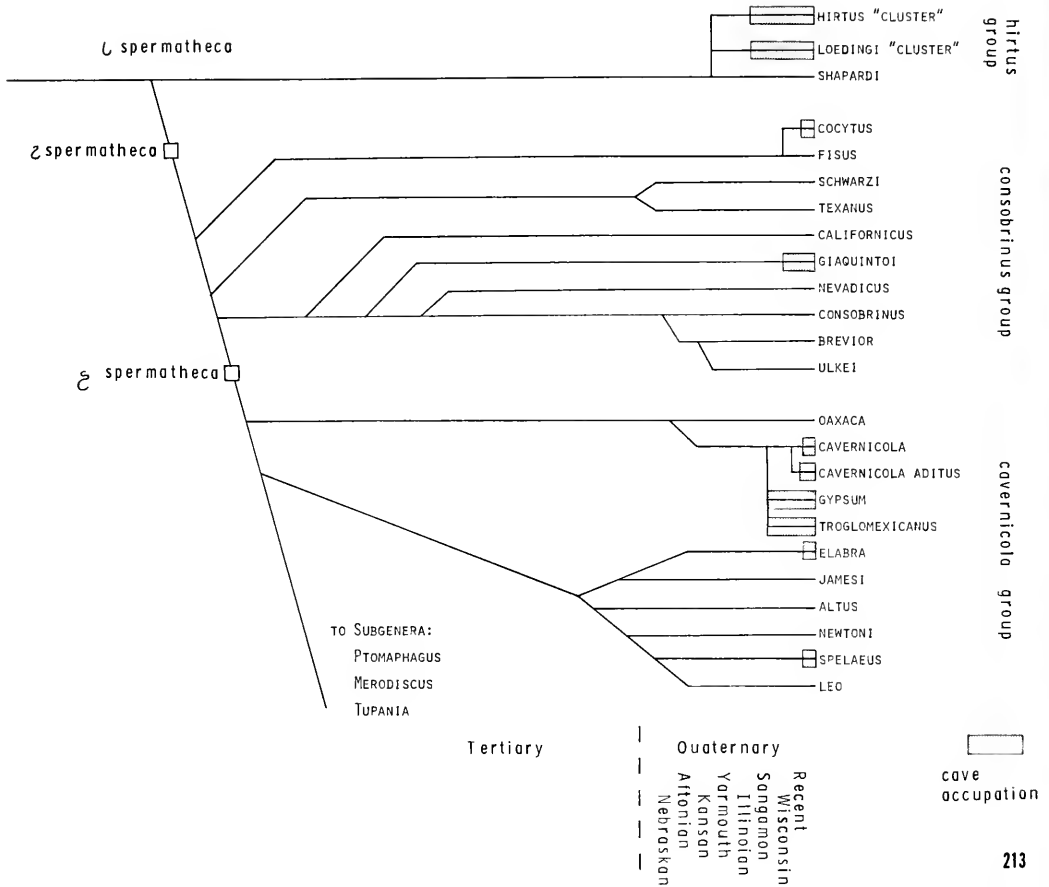 spermatheca
HIRTUS "CLUSTER"
LOEDINGI "CLUSTER"
SHAPARDI
hirtus
group
spermatheca
COCYTUS
FISUS
SCHWARZI
TEXANUS
CALIFORNICUS
GIAQUINTOI
NEVADICUS
CONSOBRINUS
BREVIOR
ULKEI
consobrinus group
spermatheca
OAXACA
CAVERNICOLA
CAVERNICOLA ADITUS
GYPSUM
TROGLOMEXICANUS
ELABRA
JAMESI
ALTUS
NEWTONI
SPELAEUS
LEO
cavernicola group
TO SUBGENERA:
PTOMAPHAGUS
MERODISCUS
TUPANIA
Tertiary
Quaternary
Recent
Wisconsin
Sangamon
Illinoian
Yarmouth
Kansan
Aftonian
Nebraskan
cave
occupation
213